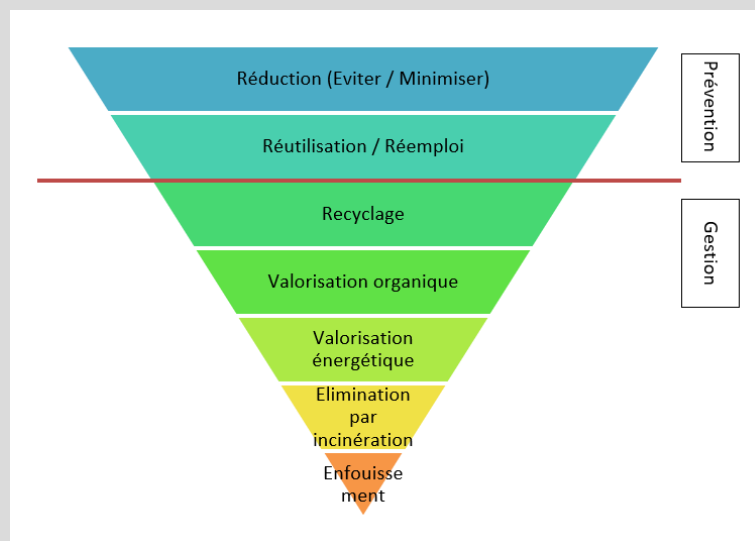 Réduction (Eviter / Minimiser)
Prévention
Réutilisation / Réemploi
Recyclage
Gestion
Valorisation organique
Valorisation
énergétique
Elimination
par
incinération
Enfouisse
ment